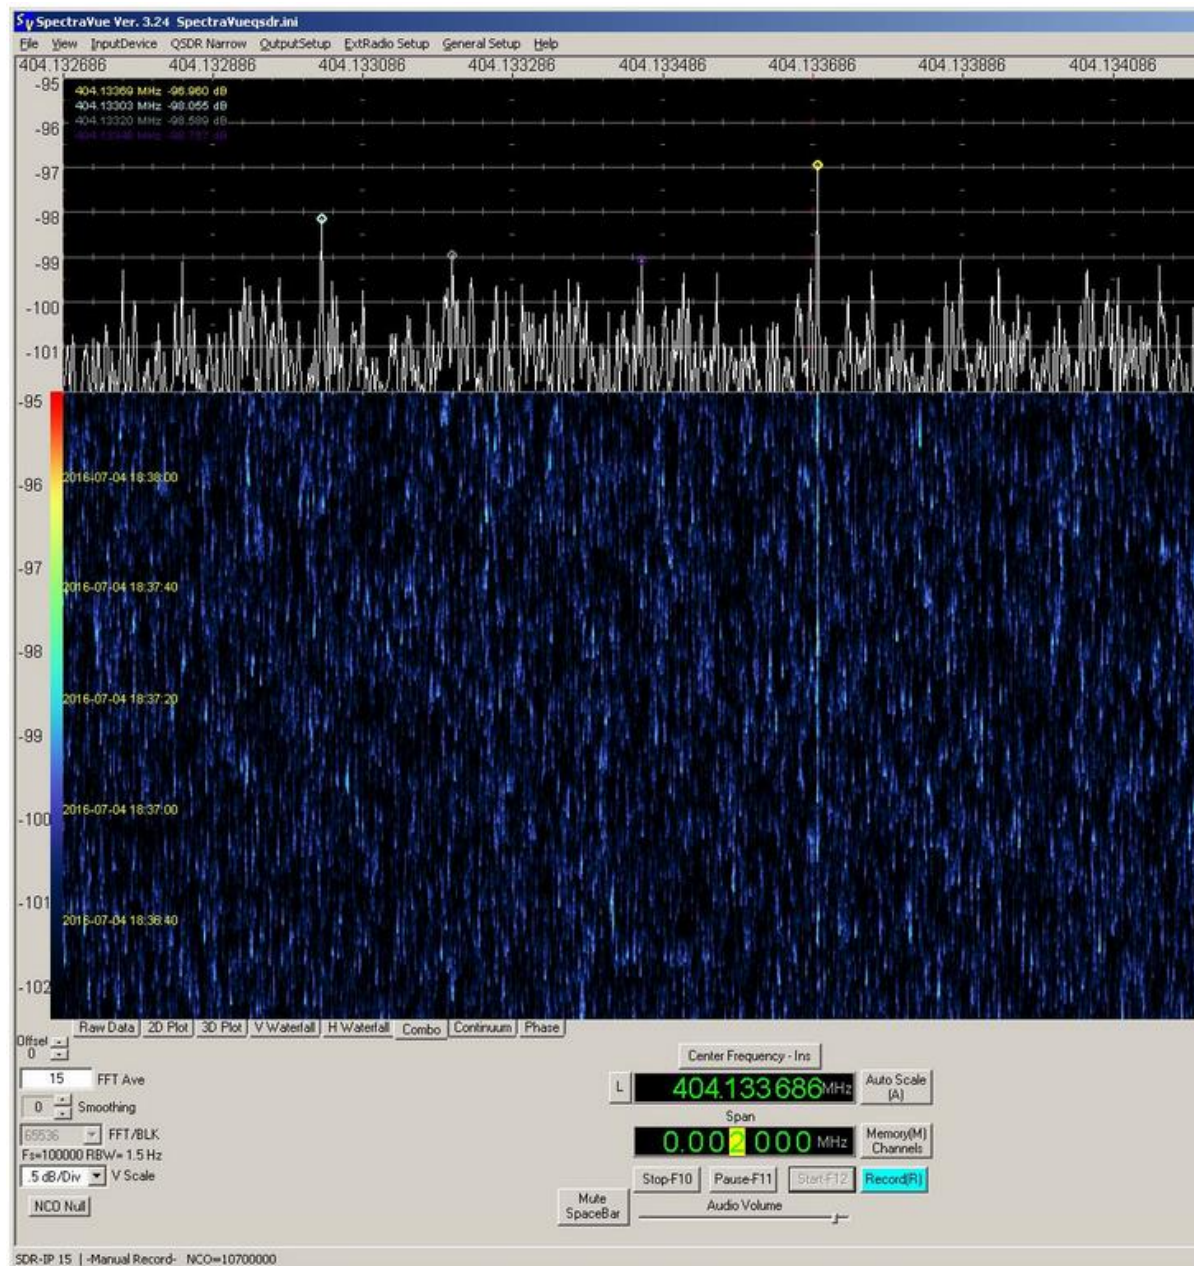 SpectraVue Ver. 3.24 SpectraVueqsdr.ini
File View InputDevice QSDR Narrow OutputSetup ExtRadio Setup General Setup Help
404.132686 404.132886 404.133086 404.133286 404.133486 404.133686 404.133886 404.134086
-95
404.13369 MHz -96.960 dB
404.13303 MHz -98.055 dB
404.13320 MHz -98.589 dB
-96
-97
-98
-99
-100
-101
-95
2016-07-04 18:38:00
-96
-97
2016-07-04 18:37:40
-98
2016-07-04 18:37:20
-99
2016-07-04 18:37:00
-100
-101
2016-07-04 18:36:40
-102
Raw Data 2D Plot 3D Plot V Waterfall H Waterfall Combo Continuum Phase
Offset
0
15 FFT Ave
0 Smoothing
65536 FFT/BLK
Fs=100000 RBW= 1.5 Hz
.5 dB/Div V Scale
NCO Null
Center Frequency - Ins
L 404.133686 MHz Auto Scale (A)
Span
0.002 000 MHz Memory(M) Channels
Stop-F10 Pause-F11 Start-F12 Record(R)
Mute SpaceBar Audio Volume
SDR-IP 15 | -Manual Record- NCO=10700000